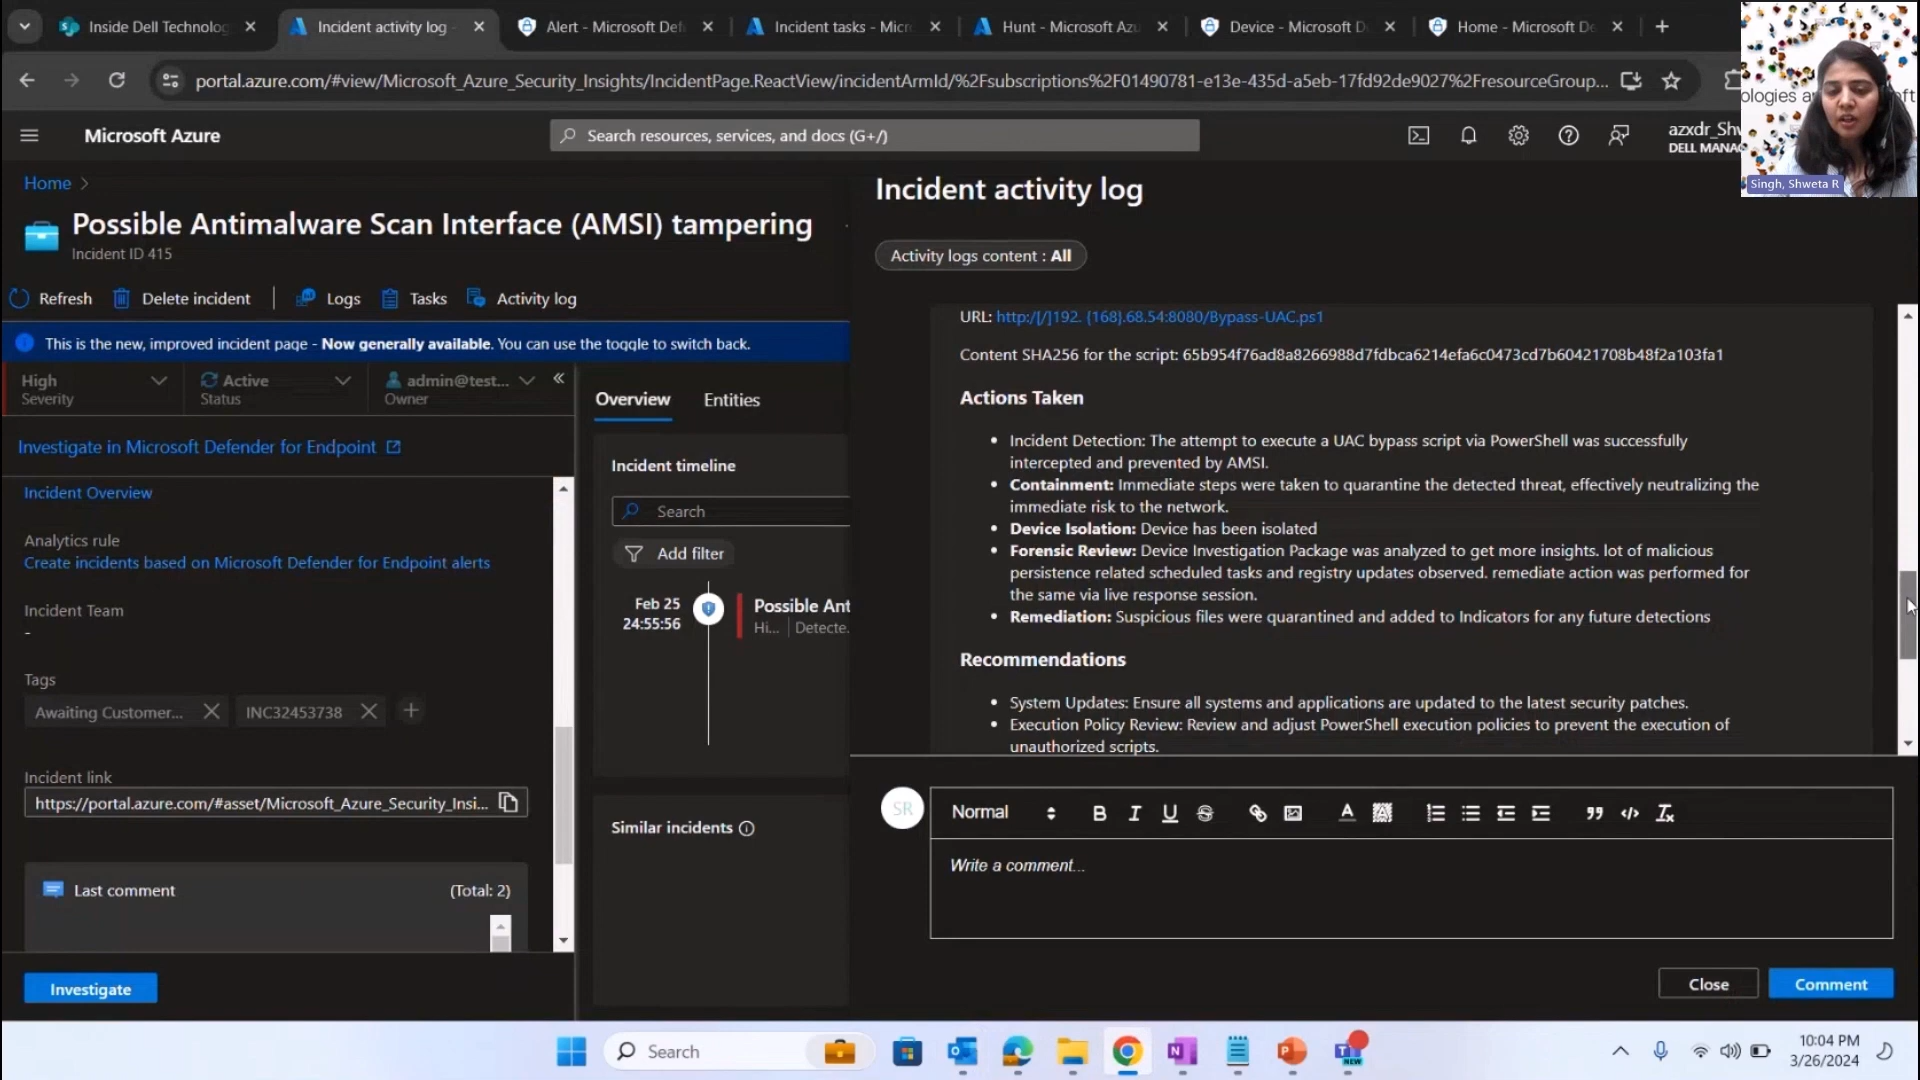 Inside Dell Technolog
Incident activity log -
Alert - Microsoft Def
Incident tasks - Micr
Hunt - Microsoft Azu
Device - Microsoft D
Home - Microsoft De
portal.azure.com/#view/Microsoft_Azure_Security_Insights/IncidentPage.ReactView/incidentArmId/%2Fsubscriptions%2F01490781-e13e-435d-a5eb-17fd92de9027%2FresourceGroup...
Microsoft Azure
Search resources, services, and docs (G+/)
azxdr_Shw
DELL MANA
ologies a
oft
Singh, Shweta R
Home
Possible Antimalware Scan Interface (AMSI) tampering
Incident ID 415
Refresh
Delete incident
Logs
Tasks
Activity log
This is the new, improved incident page - Now generally available. You can use the toggle to switch back.
High
Severity
Active
Status
admin@test...
Owner
Investigate in Microsoft Defender for Endpoint
Incident Overview
Analytics rule
Create incidents based on Microsoft Defender for Endpoint alerts
Incident Team
-
Tags
Awaiting Customer...
INC32453738
Incident link
https://portal.azure.com/#asset/Microsoft_Azure_Security_Insi...
Last comment
(Total: 2)
Investigate
Overview
Entities
Incident timeline
Search
Add filter
Feb 25
24:55:56
Possible Ant
Hi...
Detecte.
Similar incidents
Incident activity log
Activity logs content : All
URL: http:/[/]192. {168}.68.54:8080/Bypass-UAC.ps1
Content SHA256 for the script: 65b954f76ad8a8266988d7fdbca6214efa6c0473cd7b60421708b48f2a103fa1
Actions Taken
• Incident Detection: The attempt to execute a UAC bypass script via PowerShell was successfully
intercepted and prevented by AMSI.
• Containment: Immediate steps were taken to quarantine the detected threat, effectively neutralizing the
immediate risk to the network.
• Device Isolation: Device has been isolated
• Forensic Review: Device Investigation Package was analyzed to get more insights. lot of malicious
persistence related scheduled tasks and registry updates observed. remediate action was performed for
the same via live response session.
• Remediation: Suspicious files were quarantined and added to Indicators for any future detections
Recommendations
• System Updates: Ensure all systems and applications are updated to the latest security patches.
• Execution Policy Review: Review and adjust PowerShell execution policies to prevent the execution of
unauthorized scripts.
SR
Normal
Write a comment...
Close
Comment
Search
NEW
10:04 PM
3/26/2024